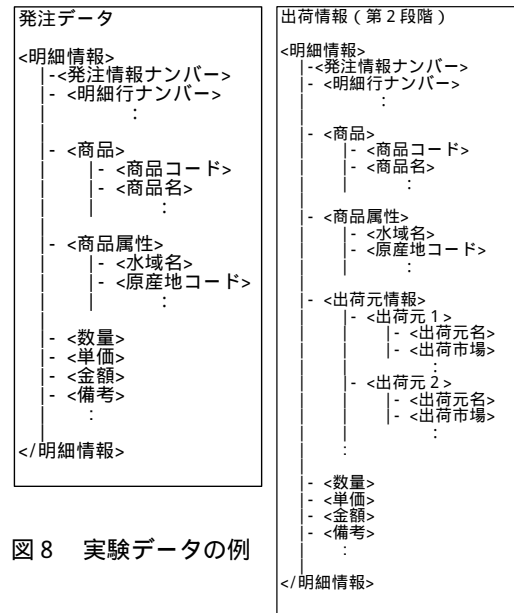 発注データ
<明細情報>
|-<発注情報ナンバー>
|- <明細行ナンバー>
:
|- <商品>
|- <商品コード>
|- <商品名>
:
|- <商品属性>
|- <水域名>
|- <原産地コード>
:
|- <数量>
|- <単価>
|- <金額>
|- <備考>
:
</明細情報>
図8 実験データの例
出荷情報(第2段階)
<明細情報>
|-<発注情報ナンバー>
|- <明細行ナンバー>
:
|- <商品>
|- <商品コード>
|- <商品名>
:
|- <商品属性>
|- <水域名>
|- <原産地コード>
:
|- <出荷元情報>
|- <出荷元1>
|- <出荷元名>
|- <出荷市場>
:
|- <出荷元2>
|- <出荷元名>
|- <出荷市場>
:
:
|- <数量>
|- <単価>
|- <金額>
|- <備考>
:
</明細情報>